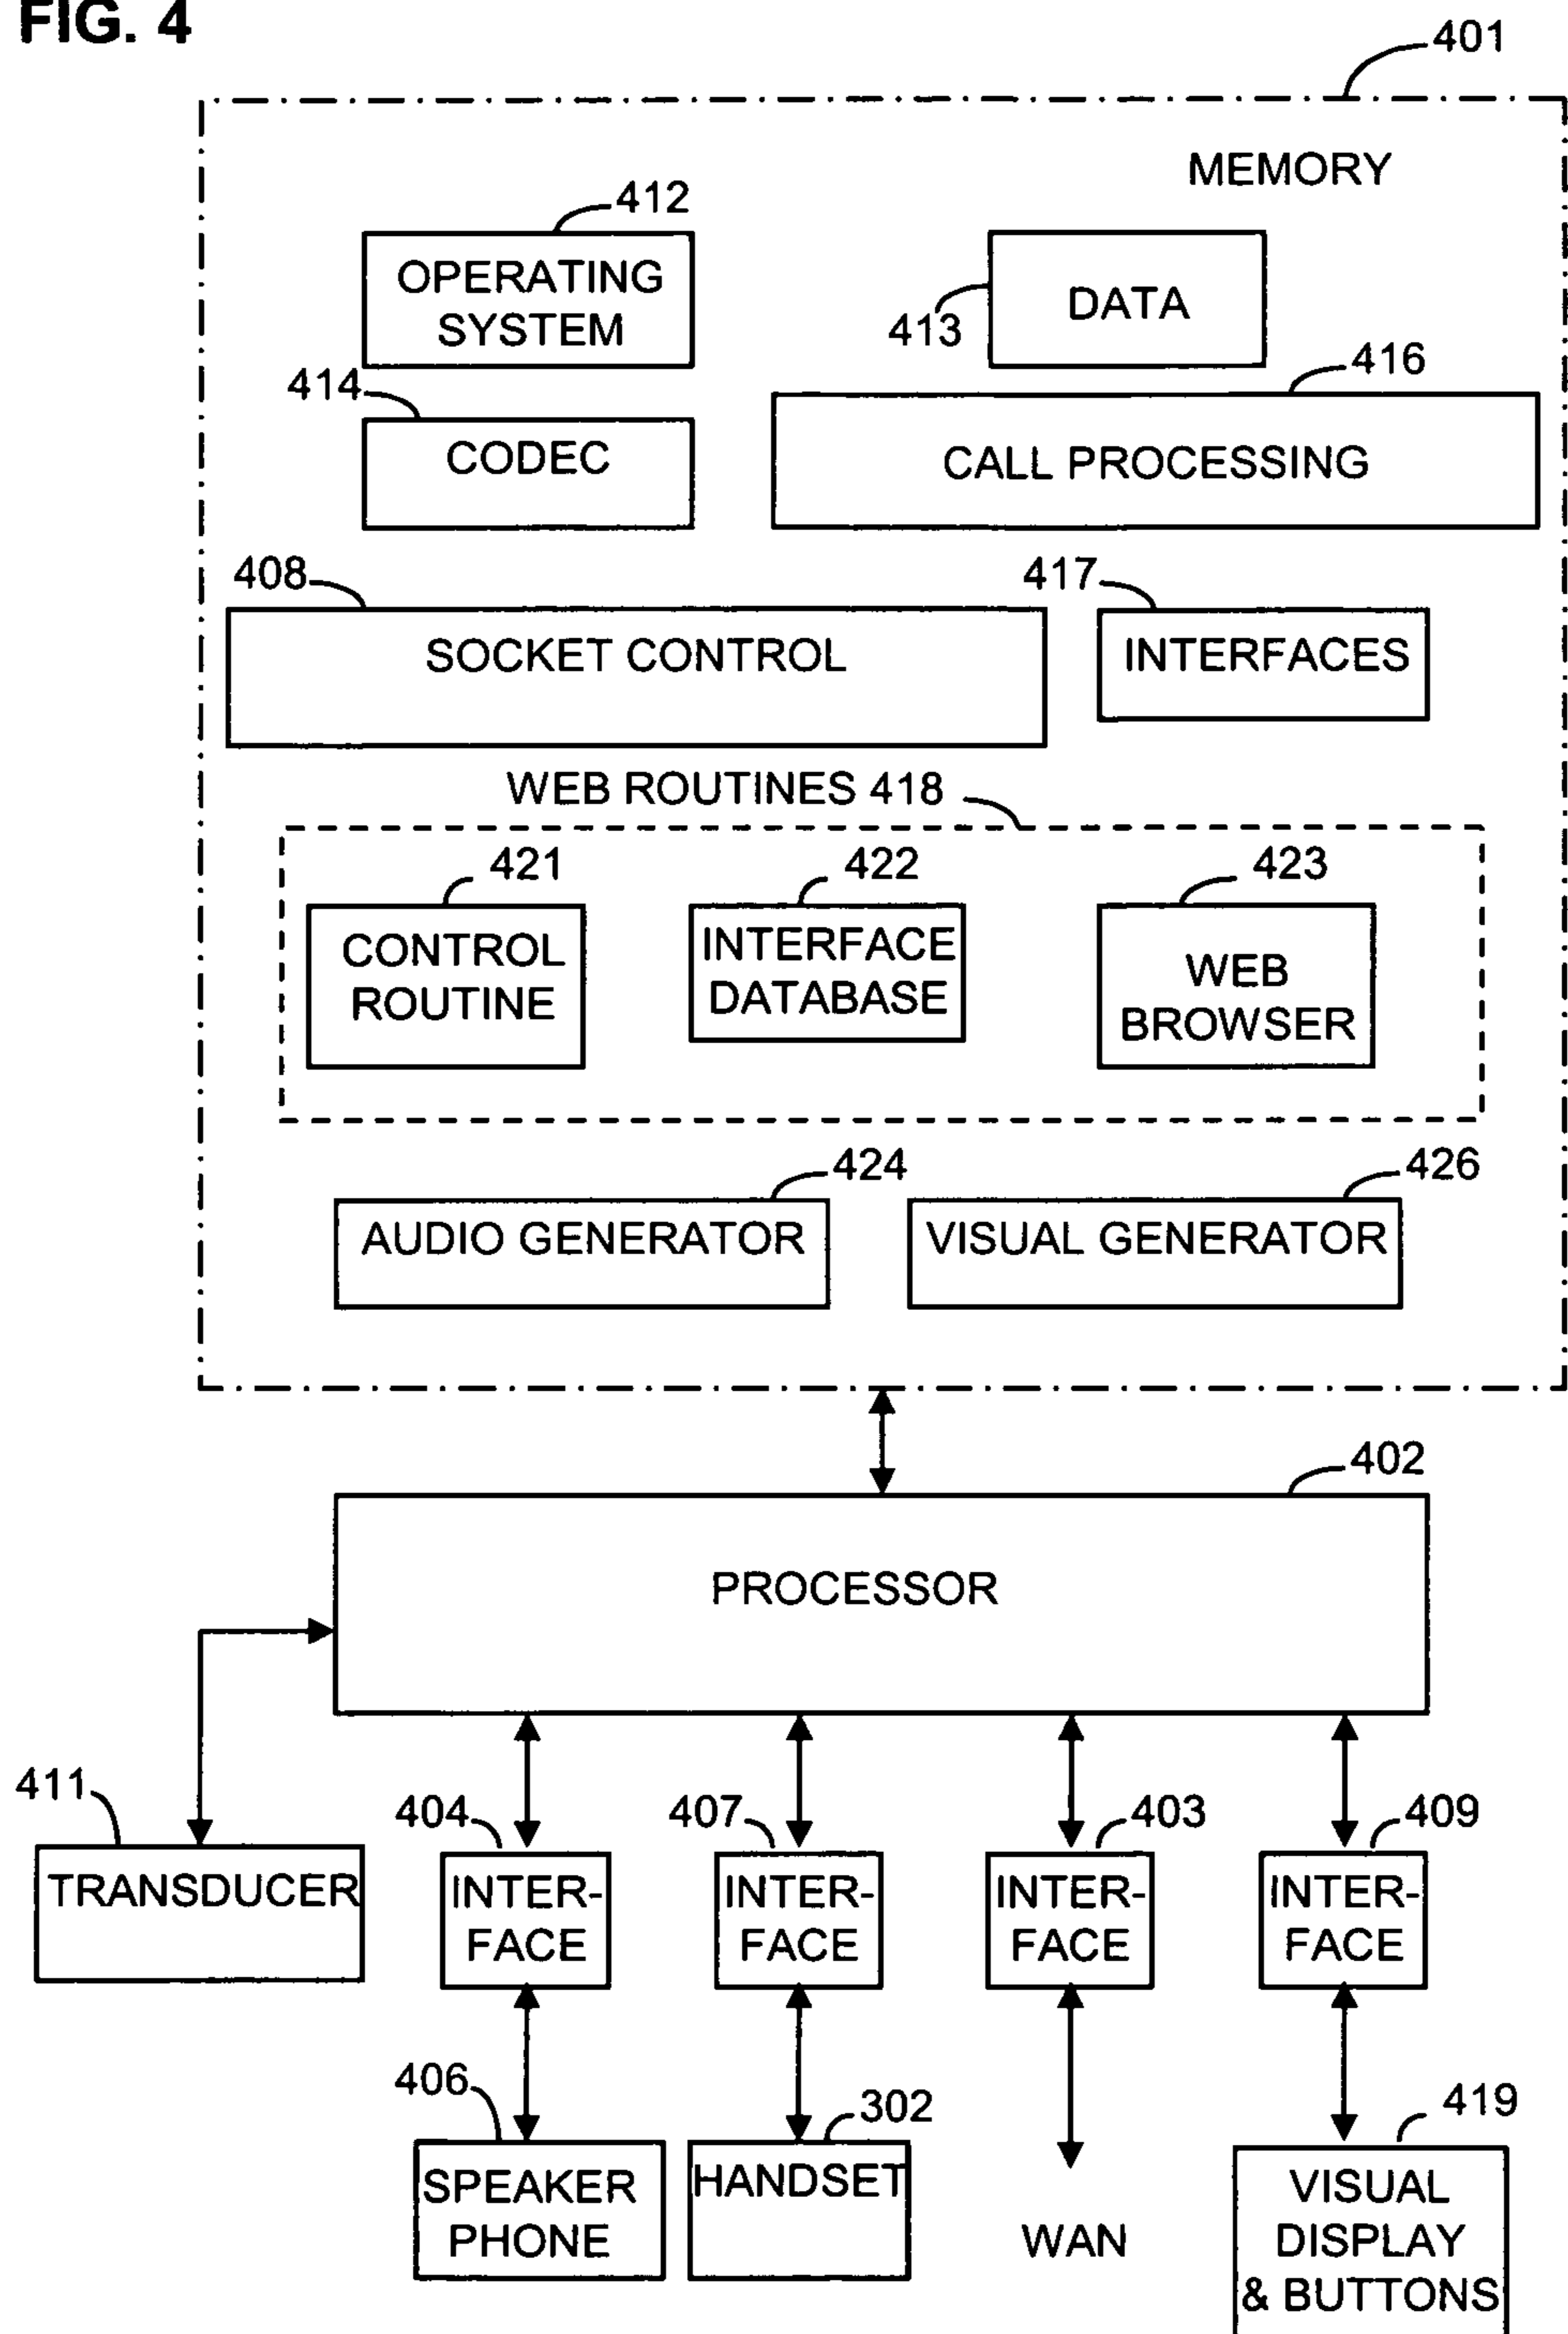 FIG. 4
401
MEMORY
412
OPERATING
SYSTEM
413
DATA
414
CODEC
416
CALL PROCESSING
408
SOCKET CONTROL
417
INTERFACES
WEB ROUTINES 418
421
CONTROL
ROUTINE
422
INTERFACE
DATABASE
423
WEB
BROWSER
424
AUDIO GENERATOR
426
VISUAL GENERATOR
402
PROCESSOR
411
TRANSDUCER
404
INTER-
FACE
407
INTER-
FACE
403
INTER-
FACE
409
INTER-
FACE
406
SPEAKER
PHONE
302
HANDSET
WAN
419
VISUAL
DISPLAY
& BUTTONS